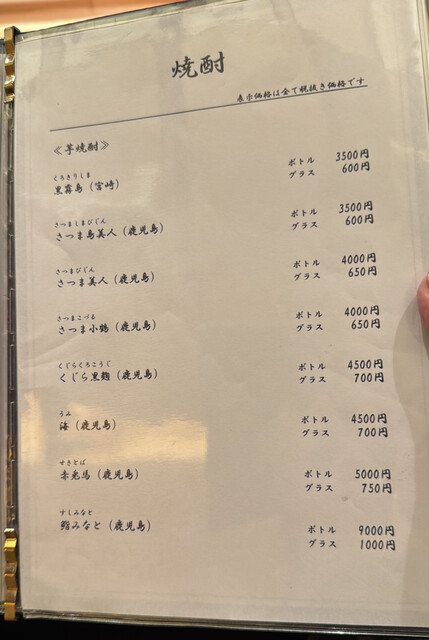 焼酎
表示価格は全て税抜き価格です
≪芋焼酎≫
くろきりしま
黒霧島（宮崎）
ボトル 3500円
グラス 600円
さつましまびじん
さつま島美人（鹿児島）
ボトル 3500円
グラス 600円
さつまびじん
さつま美人（鹿児島）
ボトル 4000円
グラス 650円
さつまこづる
さつま小鶴（鹿児島）
ボトル 4000円
グラス 650円
くじらくろこうじ
くじら黒麹（鹿児島）
ボトル 4500円
グラス 700円
うみ
海（鹿児島）
ボトル 4500円
グラス 700円
せきとば
赤兎馬（鹿児島）
ボトル 5000円
グラス 750円
すしみなと
鮨みなと（鹿児島）
ボトル 9000円
グラス 1000円